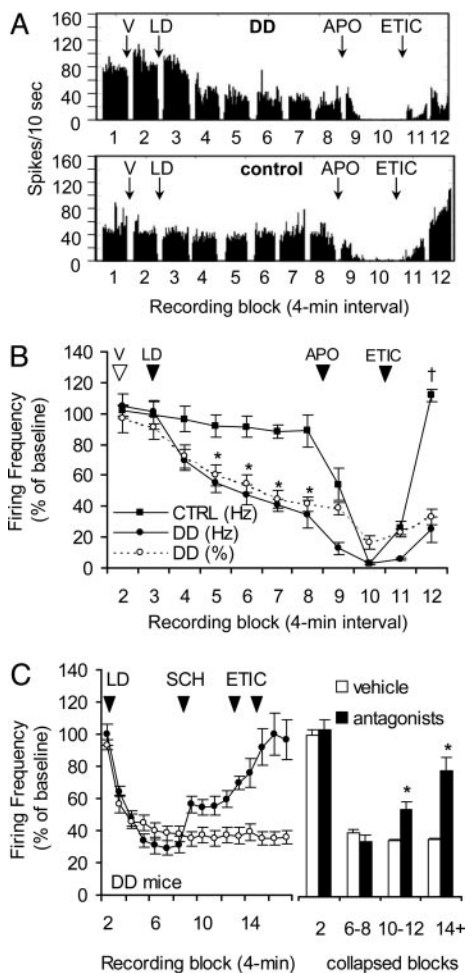 A
V LD DD APO ETIC
160
120
80
40
0
1 2 3 4 5 6 7 8 9 10 11 12
Spikes/10 sec
V LD control APO ETIC
160
120
80
40
0
1 2 3 4 5 6 7 8 9 10 11 12
Recording block (4-min interval)
B
V LD APO ETIC
140
120
100
80
60
40
20
0
†
* * * *
Firing Frequency
(% of baseline)
CTRL (Hz)
DD (Hz)
DD (%)
2 3 4 5 6 7 8 9 10 11 12
Recording block (4-min interval)
C
LD SCH ETIC
140
120
100
80
60
40
20
0
Firing Frequency
(% of baseline)
DD mice
2 6 10 14
Recording block (4-min)
vehicle
antagonists
* *
2 6-8 10-12 14+
collapsed blocks